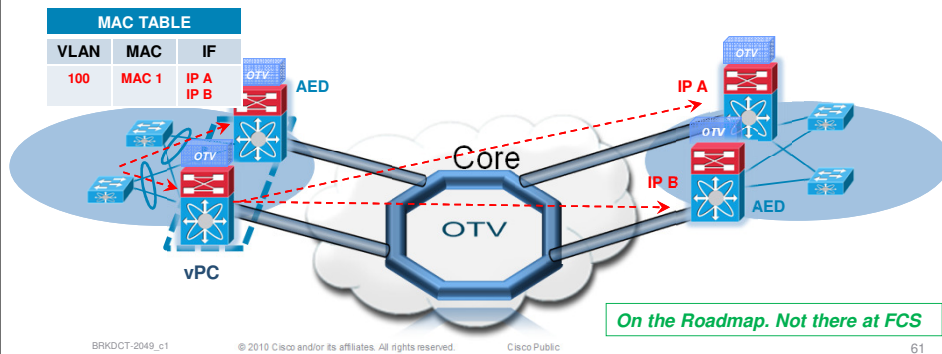 MAC TABLE
VLAN MAC IF
100 MAC 1 IP A
IP B
OTV
AED
OTV
IP A
OTV
OTV
Core
IP B
AED
OTV
vPC
On the Roadmap. Not there at FCS
BRKDCT-2049_c1 © 2010 Cisco and/or its affiliates. All rights reserved. Cisco Public 61